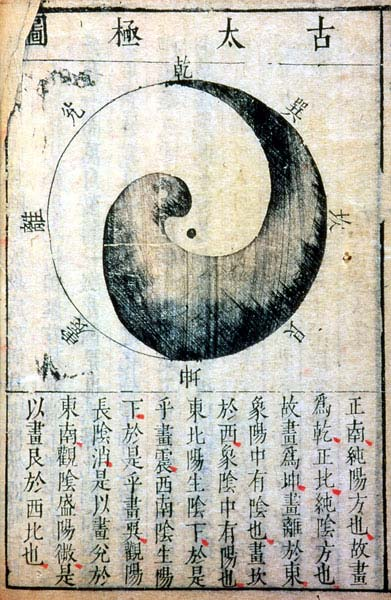 古太極圖
乾
巽
坎
艮
坤
震
離
兌
正南純陽方也故畫
為乾正北純陰方也
故畫為坤畫離於東
象陽中有陰也畫坎
於西象陰中有陽也
東北陽生陰下於是
乎畫震西南陰生陽
下於是乎畫巽觀陽
長陰消是以畫兌於
東南觀陰盛陽微是
以畫艮於西北也